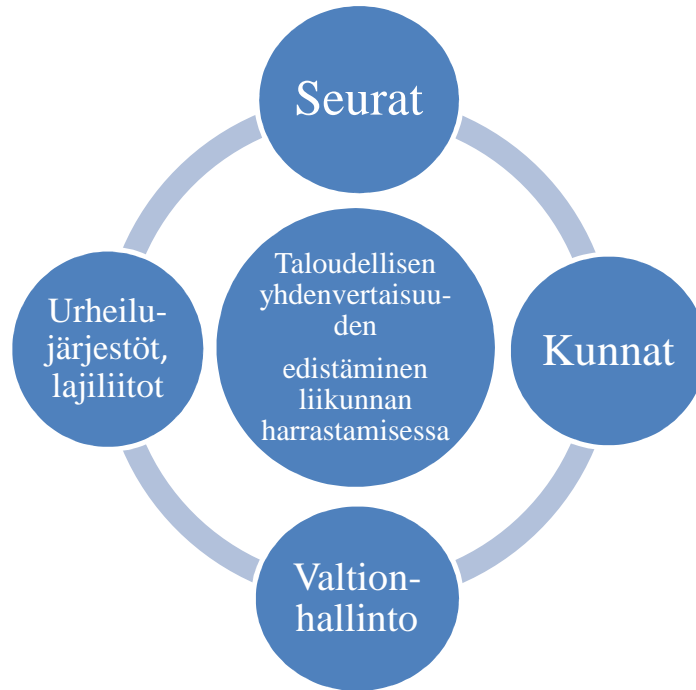 Seurat
Taloudellisen
yhdenvertaisuu-
den
edistäminen
liikunnan
harrastamisessa
Urheilu-
järjestöt,
lajiliitot
Kunnat
Valtion-
hallinto